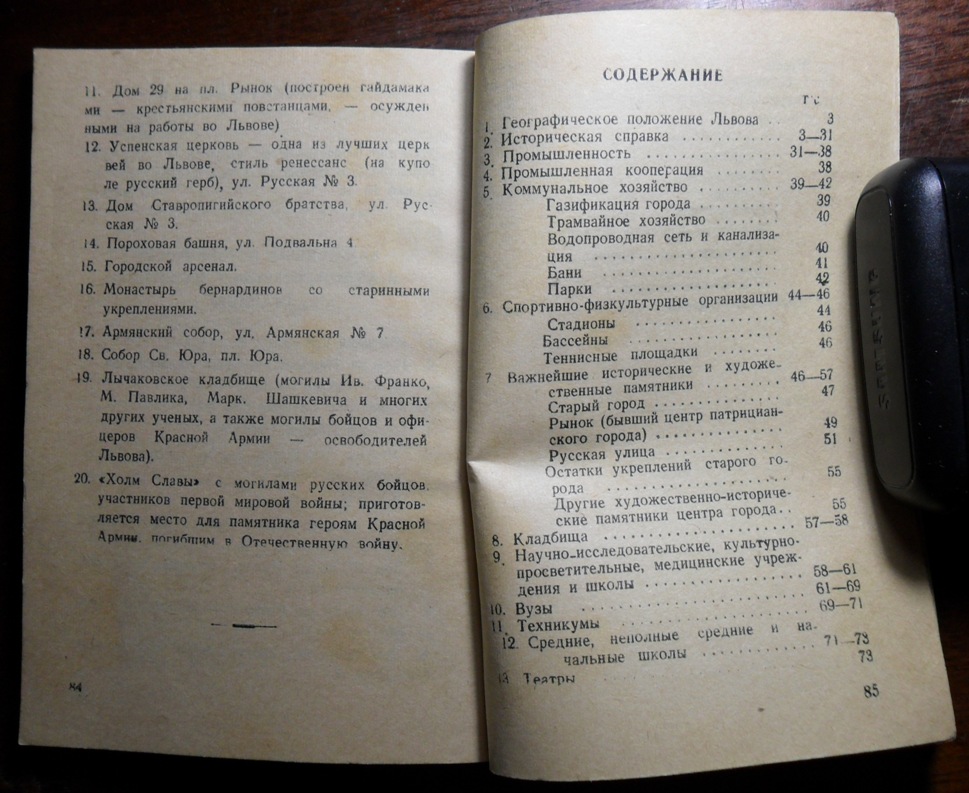 11. Дом 29 на пл. Рынок (построен гайдамака
ми — крестьянскими повстанцами, — осужден
ными на работы во Львове)
12. Успенская церковь — одна из лучших церк
вей во Львове, стиль ренессанс (на купо
ле русский герб), ул. Русская № 3.
13. Дом Ставропигийского братства, ул. Рус-
ская № 3.
14. Пороховая башня, ул. Подвальна 4
15. Городской арсенал.
16. Монастырь бернардинов со старинными
укреплениями.
17. Армянский собор, ул. Армянская № 7
18. Собор Св. Юра, пл. Юра.
19. Лычаковское кладбище (могилы Ив. Франко,
М. Павлика, Марк. Шашкевича и многих
других ученых, а также могилы бойцов и офи-
церов Красной Армии — освободителей
Львова).
20. «Холм Славы» с могилами русских бойцов,
участников первой мировой войны; приготов-
ляется место для памятника героям Красной
Армии, погибшим в Отечественную войну.
84
СОДЕРЖАНИЕ
1. Географическое положение Львова . . 3
2. Историческая справка . . . . . . . 3—31
3. Промышленность . . . . . . . . . 31—38
4. Промышленная кооперация . . . . . . 38
5. Коммунальное хозяйство . . . . . . . 39—42
Газификация города . . . . . . . 39
Трамвайное хозяйство . . . . . . . 40
Водопроводная сеть и канализа-
ция . . . . . . . . . . . . 40
Бани . . . . . . . . . . . . 41
Парки . . . . . . . . . . . . 42
6. Спортивно-физкультурные организации 44—46
Стадионы . . . . . . . . . . 44
Бассейны . . . . . . . . . . 46
Теннисные площадки . . . . . . 46
7 Важнейшие исторические и художе-
ственные памятники . . . . . . . 46—57
Старый город . . . . . . . . . 47
Рынок (бывший центр патрициан-
ского города) . . . . . . . . . 49
Русская улица . . . . . . . . . 51
Остатки укреплений старого го-
рода . . . . . . . . . . . . 55
Другие художественно-историче-
ские памятники центра города. . 55
8. Кладбища . . . . . . . . . . . 57—58
9. Научно-исследовательские, культурно-
просветительные, медицинские учреж-
дения и школы . . . . . . . . . 58—61
10. Вузы . . . . . . . . . . . . 61—69
11. Техникумы . . . . . . . . . . 69—71
12. Средние, неполные средние и на-
чальные школы . . . . . . . . 71—73
13. Театры . . . . . . . . . . . 73
85